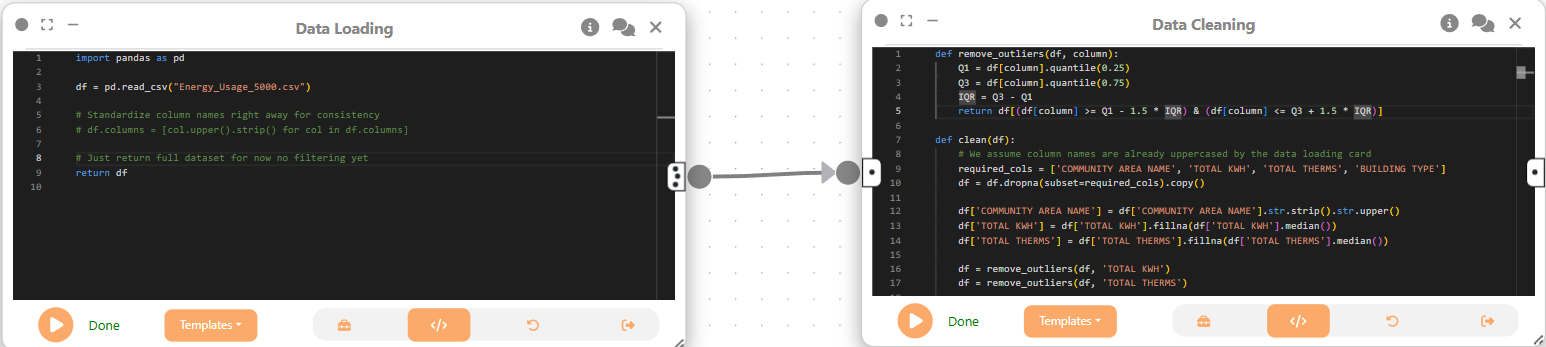 Data Loading
1 import pandas as pd
2
3 df = pd.read_csv("Energy_Usage_5000.csv")
4
5 # Standardize column names right away for consistency
6 # df.columns = [col.upper().strip() for col in df.columns]
7
8 # Just return full dataset for now no filtering yet
9 return df
10
Done
Templates
</>
Data Cleaning
1 def remove_outliers(df, column):
2     Q1 = df[column].quantile(0.25)
3     Q3 = df[column].quantile(0.75)
4     IQR = Q3 - Q1
5     return df[(df[column] >= Q1 - 1.5 * IQR) & (df[column] <= Q3 + 1.5 * IQR)]
6
7 def clean(df):
8     # We assume column names are already uppercased by the data loading card
9     required_cols = ['COMMUNITY AREA NAME', 'TOTAL KWH', 'TOTAL THERMS', 'BUILDING TYPE']
10     df = df.dropna(subset=required_cols).copy()
11
12     df['COMMUNITY AREA NAME'] = df['COMMUNITY AREA NAME'].str.strip().str.upper()
13     df['TOTAL KWH'] = df['TOTAL KWH'].fillna(df['TOTAL KWH'].median())
14     df['TOTAL THERMS'] = df['TOTAL THERMS'].fillna(df['TOTAL THERMS'].median())
15
16     df = remove_outliers(df, 'TOTAL KWH')
17     df = remove_outliers(df, 'TOTAL THERMS')
Done
Templates
</>